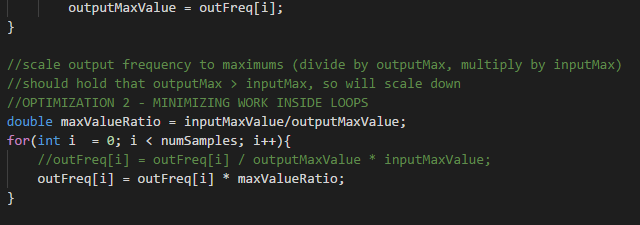 outputMaxValue = outFreq[i];
}
//scale output frequency to maximums (divide by outputMax, multiply by inputMax)
//should hold that outputMax > inputMax, so will scale down
//OPTIMIZATION 2 - MINIMIZING WORK INSIDE LOOPS
double maxValueRatio = inputMaxValue/outputMaxValue;
for(int i  = 0; i < numSamples; i++){
//outFreq[i] = outFreq[i] / outputMaxValue * inputMaxValue;
outFreq[i] = outFreq[i] * maxValueRatio;
}